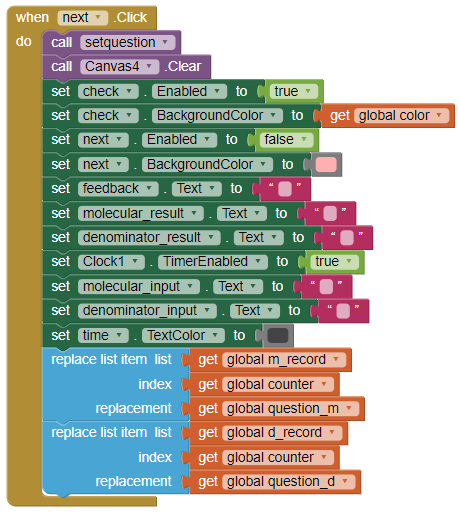 when next .Click
do call setquestion
call Canvas4 .Clear
set check . Enabled to true
set check . BackgroundColor to get global color
set next . Enabled to false
set next . BackgroundColor to
set feedback . Text to “ ”
set molecular_result . Text to “ ”
set denominator_result . Text to “ ”
set Clock1 . TimerEnabled to true
set molecular_input . Text to “ ”
set denominator_input . Text to “ ”
set time . TextColor to
replace list item list get global m_record
index get global counter
replacement get global question_m
replace list item list get global d_record
index get global counter
replacement get global question_d